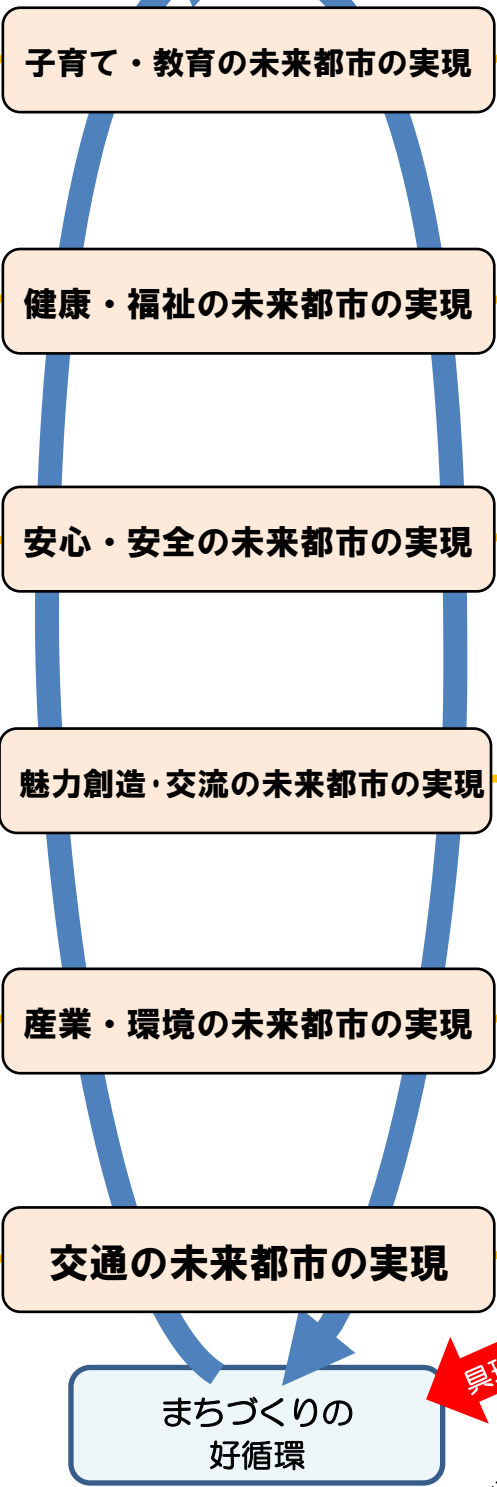 子育て・教育の未来都市の実現
健康・福祉の未来都市の実現
安心・安全の未来都市の実現
魅力創造・交流の未来都市の実現
産業・環境の未来都市の実現
交通の未来都市の実現
まちづくりの
好循環